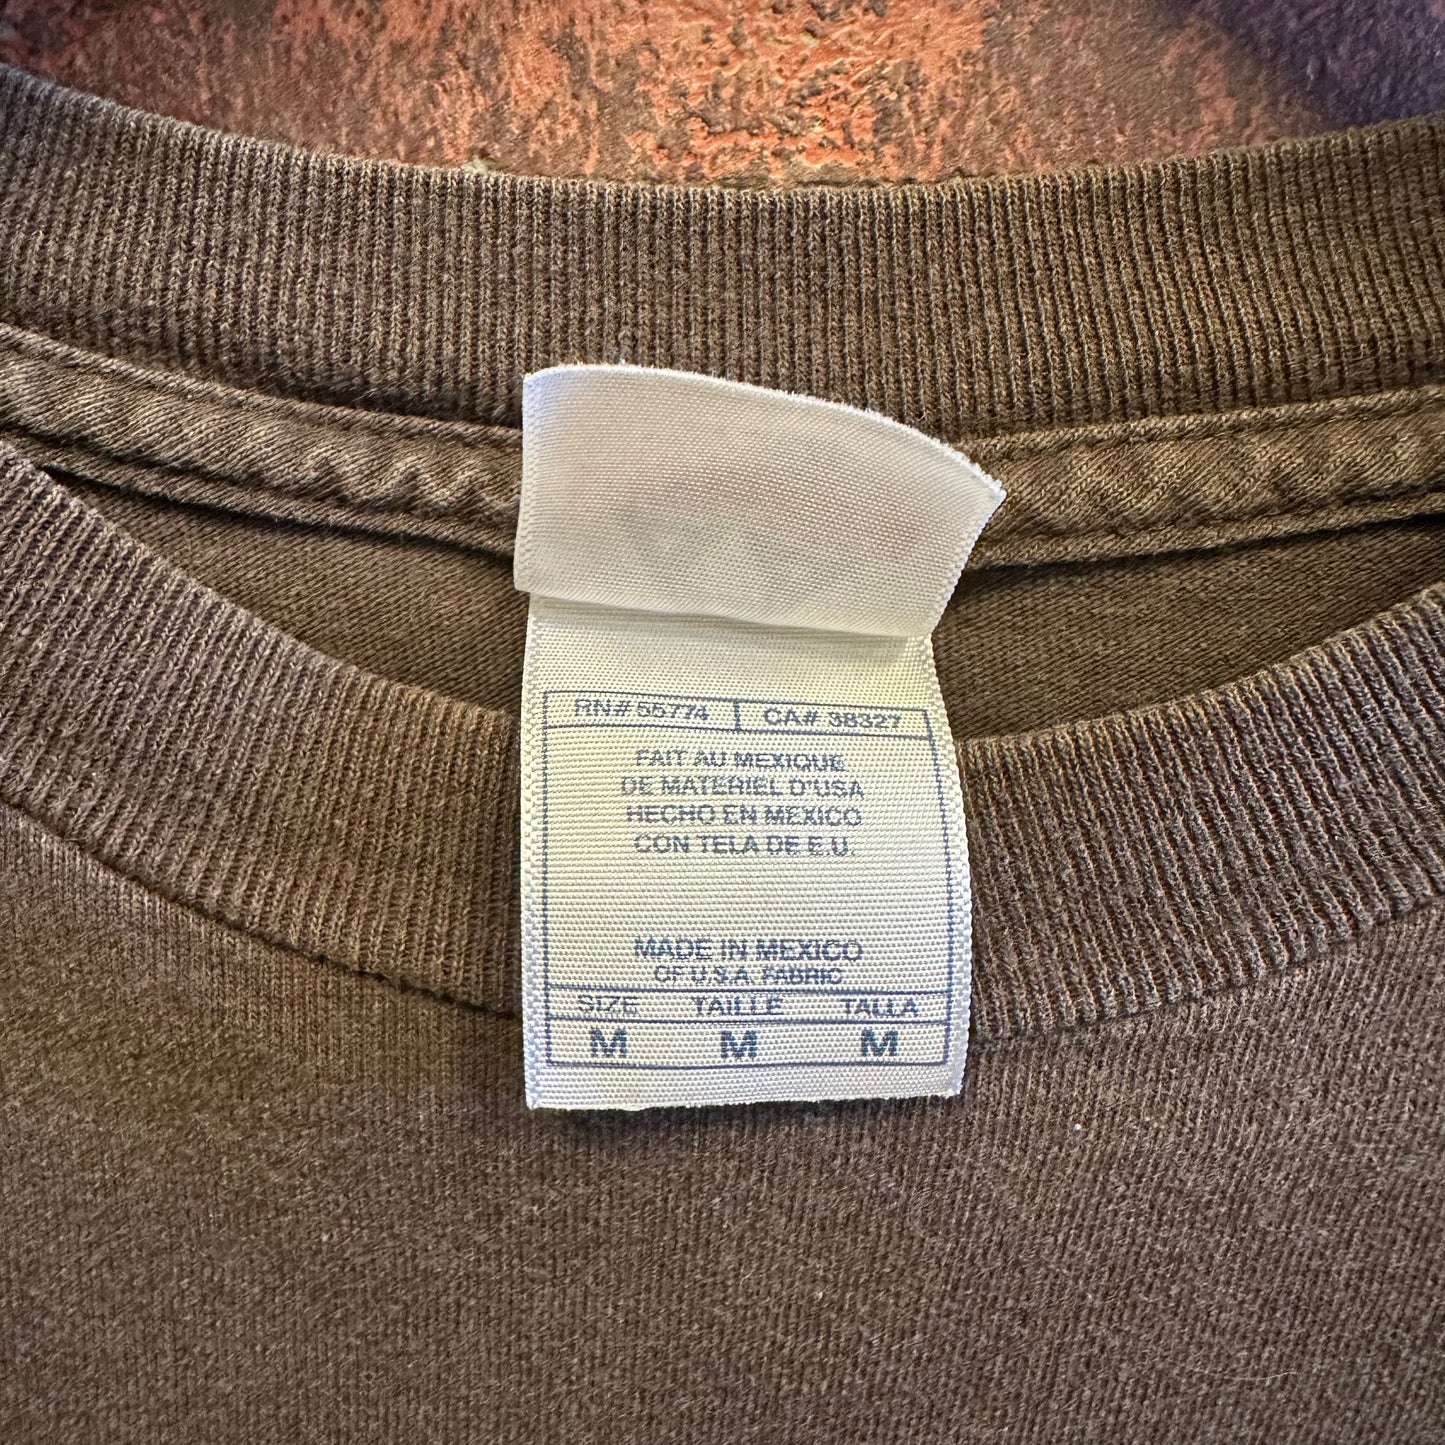 RN# 55774 CA# 38327
FAIT AU MEXIQUE
DE MATERIEL D'USA
HECHO EN MEXICO
CON TELA DE E.U.
MADE IN MEXICO
OF U.S.A. FABRIC
SIZE TAILLE TALLA
M M M